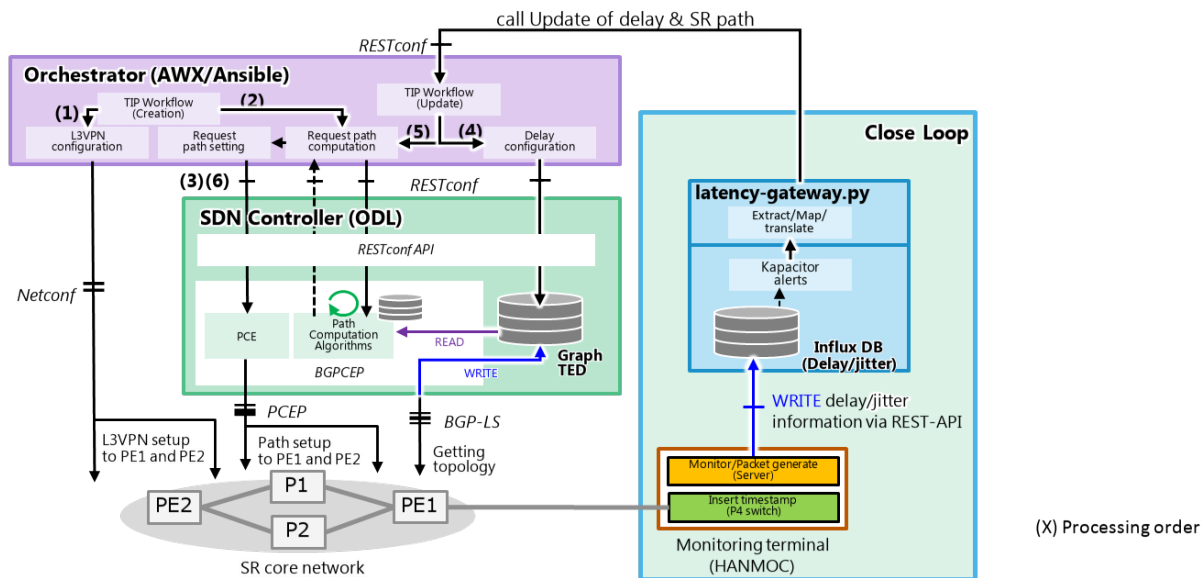 call Update of delay & SR path
RESTconf
Orchestrator (AWX/Ansible)
TIP Workflow
(Creation)
(1)
(2)
TIP Workflow
(Update)
L3VPN
configuration
Request
path setting
Request path
computation
(5)
(4)
Delay
configuration
(3)(6)
RESTconf
SDN Controller (ODL)
RESTconf API
Netconf
PCE
Path
Computation
Algorithms
READ
WRITE
Graph
TED
BGPCEP
PCEP
BGP-LS
L3VPN setup
to PE1 and PE2
Path setup
to PE1 and PE2
Getting
topology
PE2
P1
P2
PE1
SR core network
Close Loop
latency-gateway.py
Extract/Map/
translate
Kapacitor
alerts
Influx DB
(Delay/jitter)
WRITE delay/jitter
information via REST-API
Monitor/Packet generate
(Server)
Insert timestamp
(P4 switch)
Monitoring terminal
(HANMOC)
(X) Processing order